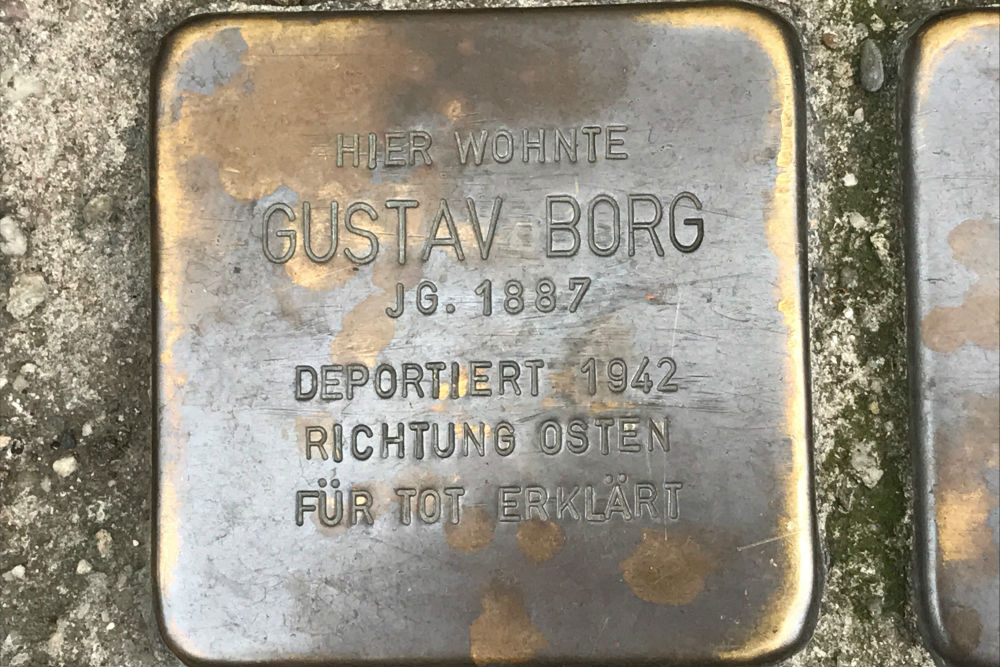 HIER WOHNTE
GUSTAV BORG
JG. 1887
DEPORTIERT 1942
RICHTUNG OSTEN
FÜR TOT ERKLÄRT